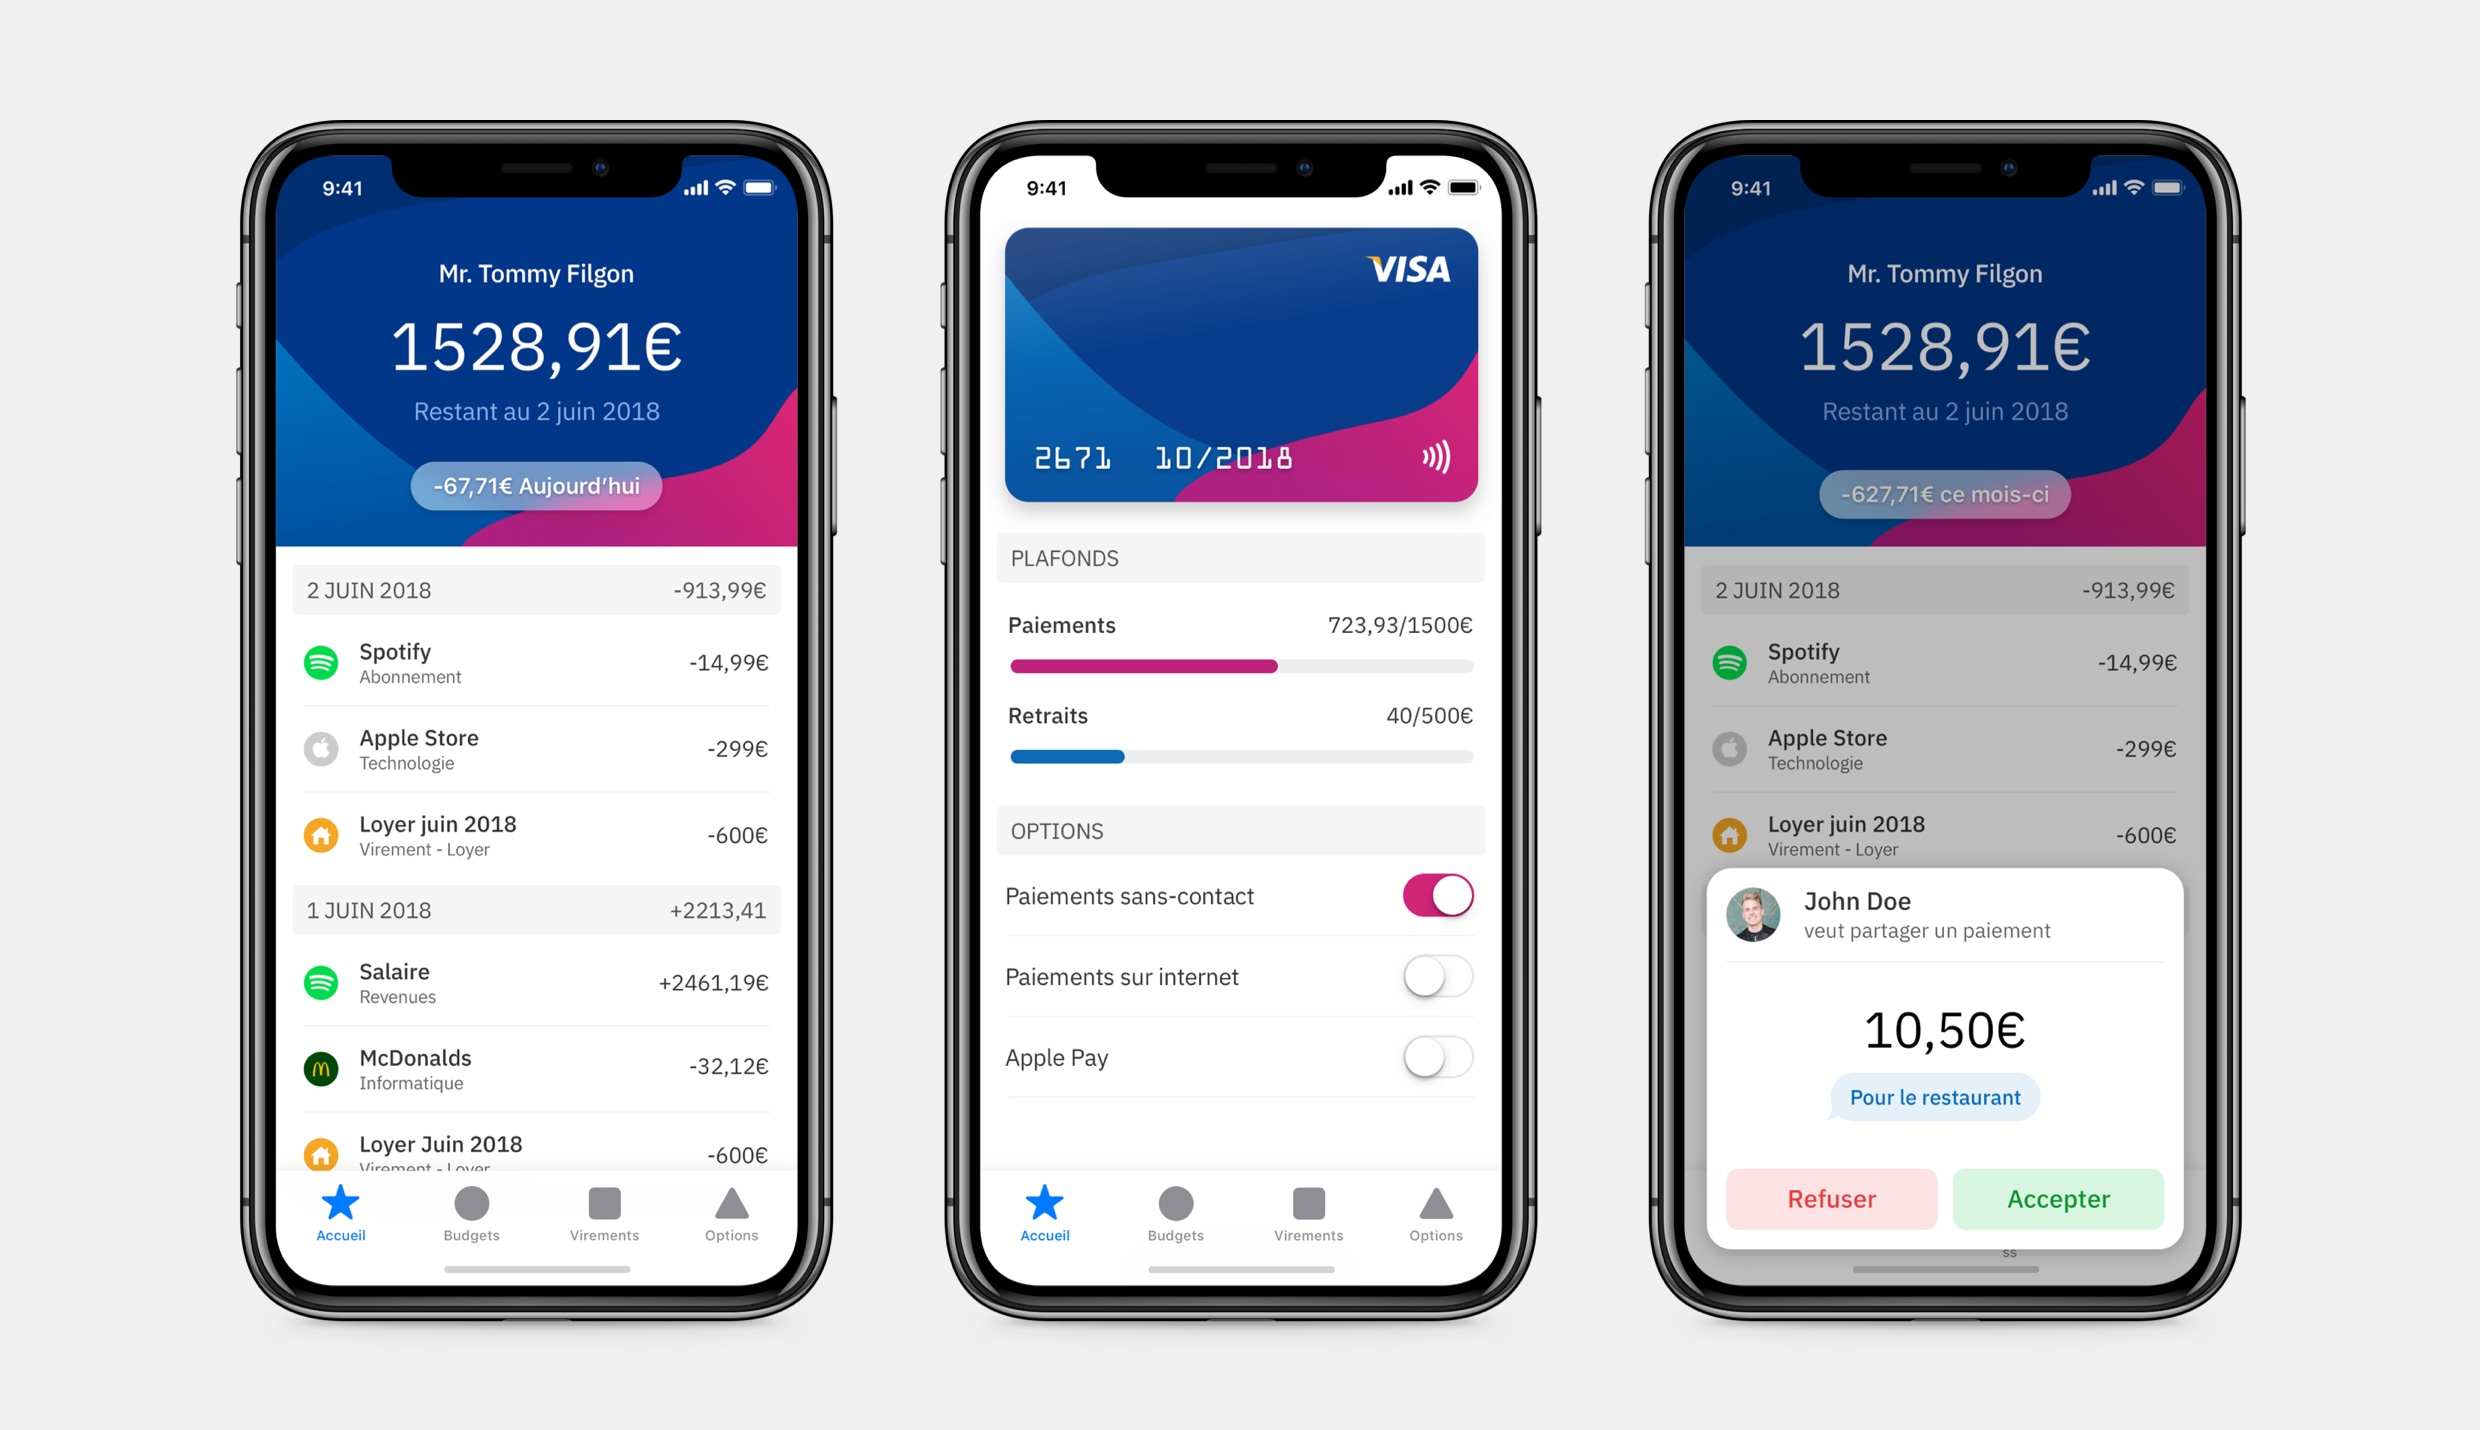 9:41
Mr. Tommy Filgon
1528,91€
Restant au 2 juin 2018
-67,71€ Aujourd’hui
2 JUIN 2018 -913,99€
Spotify
Abonnement
-14,99€
Apple Store
Technologie
-299€
Loyer juin 2018
Virement - Loyer
-600€
1 JUIN 2018 +2213,41
Salaire
Revenues
+2461,19€
McDonalds
Informatique
-32,12€
Loyer Juin 2018
Virement - Loyer
-600€
Accueil Budgets Virements Options
9:41
VISA
2671 10/2018
PLAFONDS
Paiements 723,93/1500€
Retraits 40/500€
OPTIONS
Paiements sans-contact
Paiements sur internet
Apple Pay
Accueil Budgets Virements Options
9:41
Mr. Tommy Filgon
1528,91€
Restant au 2 juin 2018
-627,71€ ce mois-ci
2 JUIN 2018 -913,99€
Spotify
Abonnement
-14,99€
Apple Store
Technologie
-299€
Loyer juin 2018
Virement - Loyer
-600€
John Doe
veut partager un paiement
10,50€
Pour le restaurant
Refuser Accepter
ss